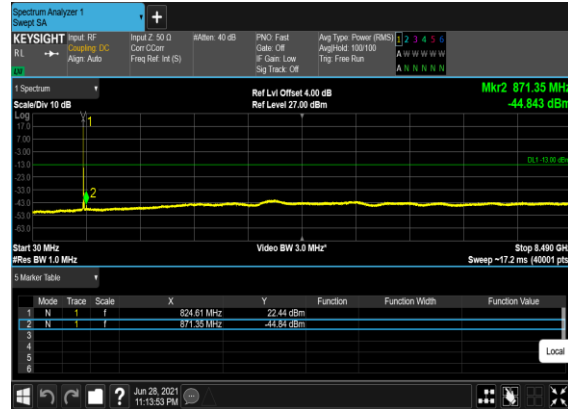 Spectrum Analyzer 1
Swept SA
+
KEYSIGHT Input: RF Input Z: 50 Ω #Atten: 40 dB PNO: Fast Avg Type: Power (RMS) 1 2 3 4 5 6
RL Coupling: DC Corr CCorr Gate: Off Avg|Hold: 100/100 A W W W W W
Align: Auto Freq Ref: Int (S) IF Gain: Low Trig: Free Run
Sig Track: Off A N N N N N
1 Spectrum Ref Lvl Offset 4.00 dB Mkr2 871.35 MHz
Scale/Div 10 dB Ref Level 27.00 dBm -44.843 dBm
Log
17.0
7.00
-3.00
-13.0
-23.0
-33.0
-43.0
-53.0
-63.0
1
2
DL1 -13.00 dBm
Start 30 MHz Video BW 3.0 MHz* Stop 8.490 GHz
#Res BW 1.0 MHz Sweep ~17.2 ms (40001 pts)
5 Marker Table
Mode Trace Scale X Y Function Function Width Function Value
1 N 1 f 824.61 MHz 22.44 dBm
2 N 1 f 871.35 MHz -44.84 dBm
3
4
5
6
Local
? Jun 28, 2021
11:13:53 PM